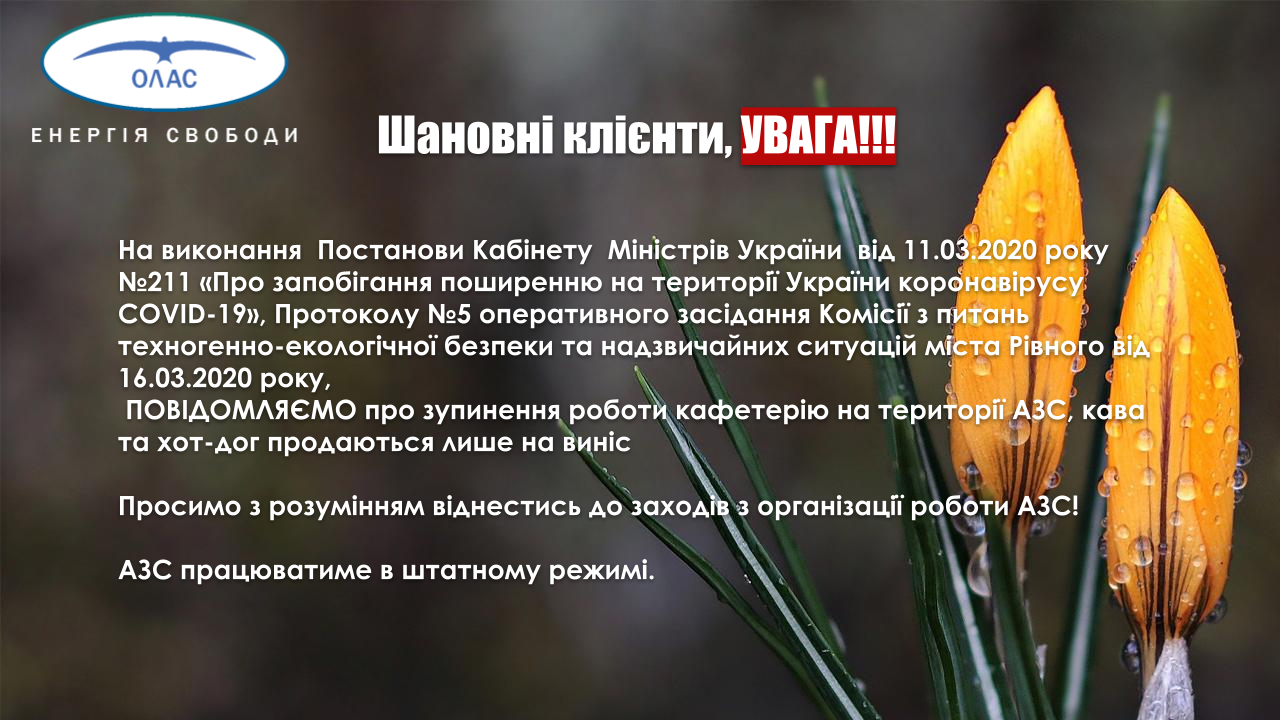 ОЛАС
ЕНЕРГІЯ СВОБОДИ
Шановні клієнти, УВАГА!!!
На виконання  Постанови Кабінету  Міністрів України  від 11.03.2020 року
№211 «Про запобігання поширенню на території України коронавірусу
COVID-19», Протоколу №5 оперативного засідання Комісії з питань
техногенно-екологічної безпеки та надзвичайних ситуацій міста Рівного від
16.03.2020 року,
ПОВІДОМЛЯЄМО про зупинення роботи кафетерію на території АЗС, кава
та хот-дог продаються лише на виніс
Просимо з розумінням віднестись до заходів з організації роботи АЗС!
АЗС працюватиме в штатному режимі.